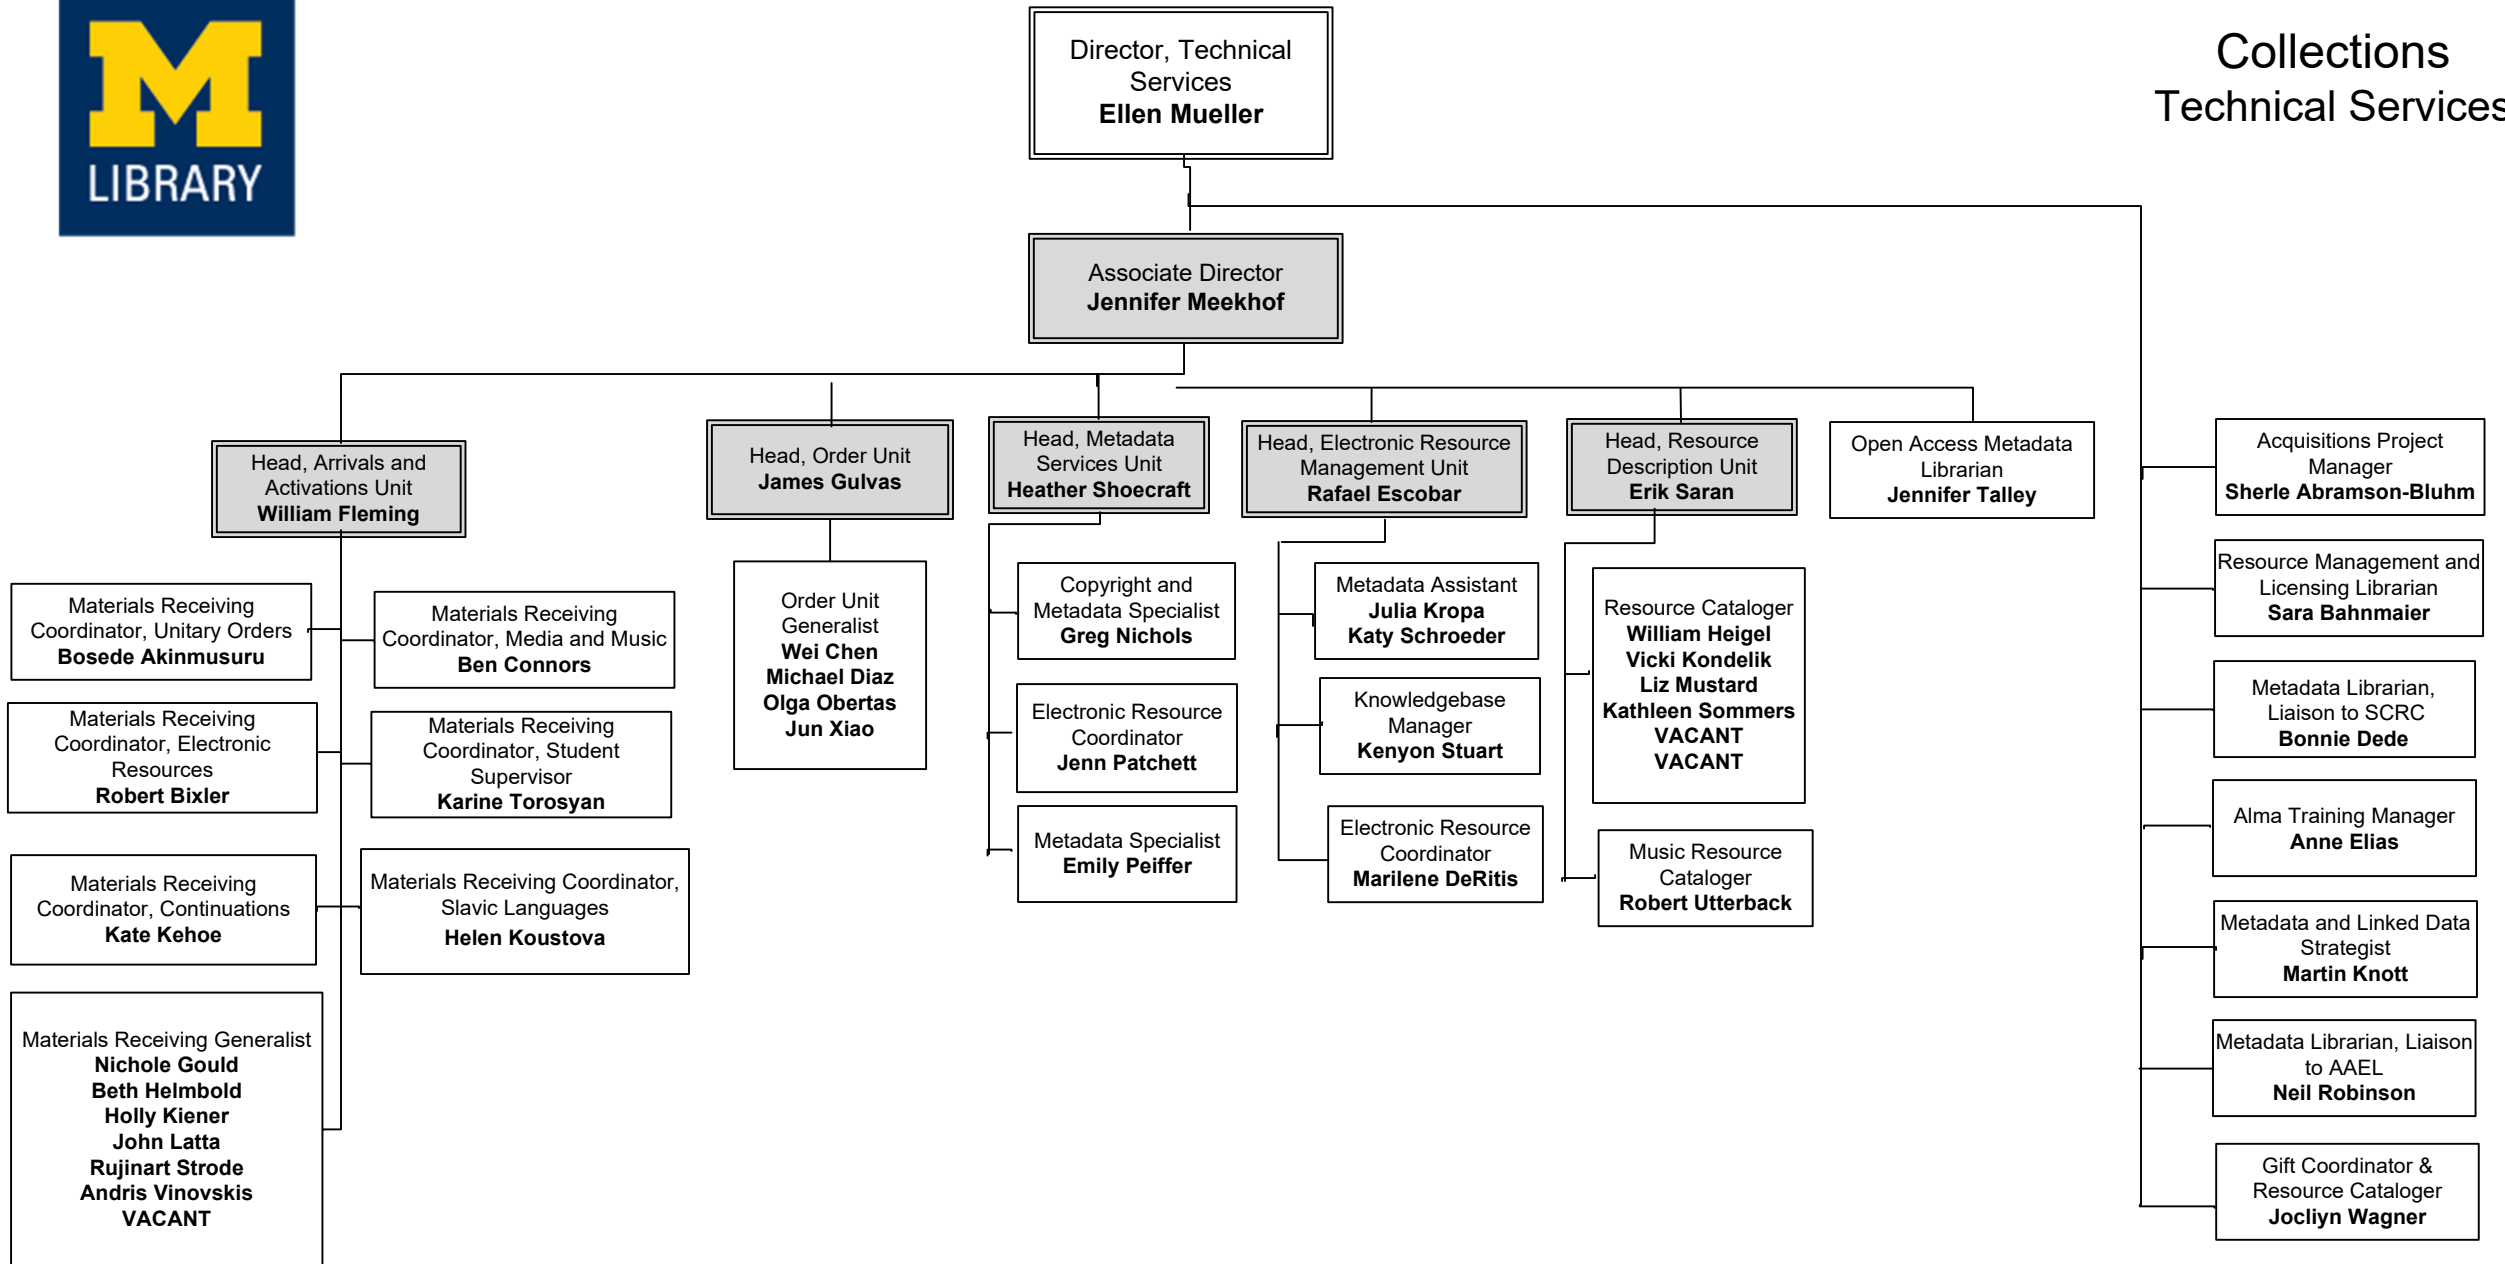 M
LIBRARY
Collections
Technical Services
Director, Technical
Services
Ellen Mueller
Associate Director
Jennifer Meekhof
Head, Arrivals and
Activations Unit
William Fleming
Materials Receiving
Coordinator, Unitary Orders
Bosede Akinmusuru
Materials Receiving
Coordinator, Media and Music
Ben Connors
Materials Receiving
Coordinator, Electronic
Resources
Robert Bixler
Materials Receiving
Coordinator, Student
Supervisor
Karine Torosyan
Materials Receiving
Coordinator, Continuations
Kate Kehoe
Materials Receiving Coordinator,
Slavic Languages
Helen Koustova
Materials Receiving Generalist
Nichole Gould
Beth Helmbold
Holly Kiener
John Latta
Rujinart Strode
Andris Vinovskis
VACANT
Head, Order Unit
James Gulvas
Order Unit
Generalist
Wei Chen
Michael Diaz
Olga Obertas
Jun Xiao
Head, Metadata
Services Unit
Heather Shoecraft
Copyright and
Metadata Specialist
Greg Nichols
Electronic Resource
Coordinator
Jenn Patchett
Metadata Specialist
Emily Peiffer
Head, Electronic Resource
Management Unit
Rafael Escobar
Metadata Assistant
Julia Kropa
Katy Schroeder
Knowledgebase
Manager
Kenyon Stuart
Electronic Resource
Coordinator
Marilene DeRitis
Head, Resource
Description Unit
Erik Saran
Resource Cataloger
William Heigel
Vicki Kondelik
Liz Mustard
Kathleen Sommers
VACANT
VACANT
Music Resource
Cataloger
Robert Utterback
Open Access Metadata
Librarian
Jennifer Talley
Acquisitions Project
Manager
Sherle Abramson-Bluhm
Resource Management and
Licensing Librarian
Sara Bahnmaier
Metadata Librarian,
Liaison to SCRC
Bonnie Dede
Alma Training Manager
Anne Elias
Metadata and Linked Data
Strategist
Martin Knott
Metadata Librarian, Liaison
to AAEL
Neil Robinson
Gift Coordinator &
Resource Cataloger
Jocliyn Wagner